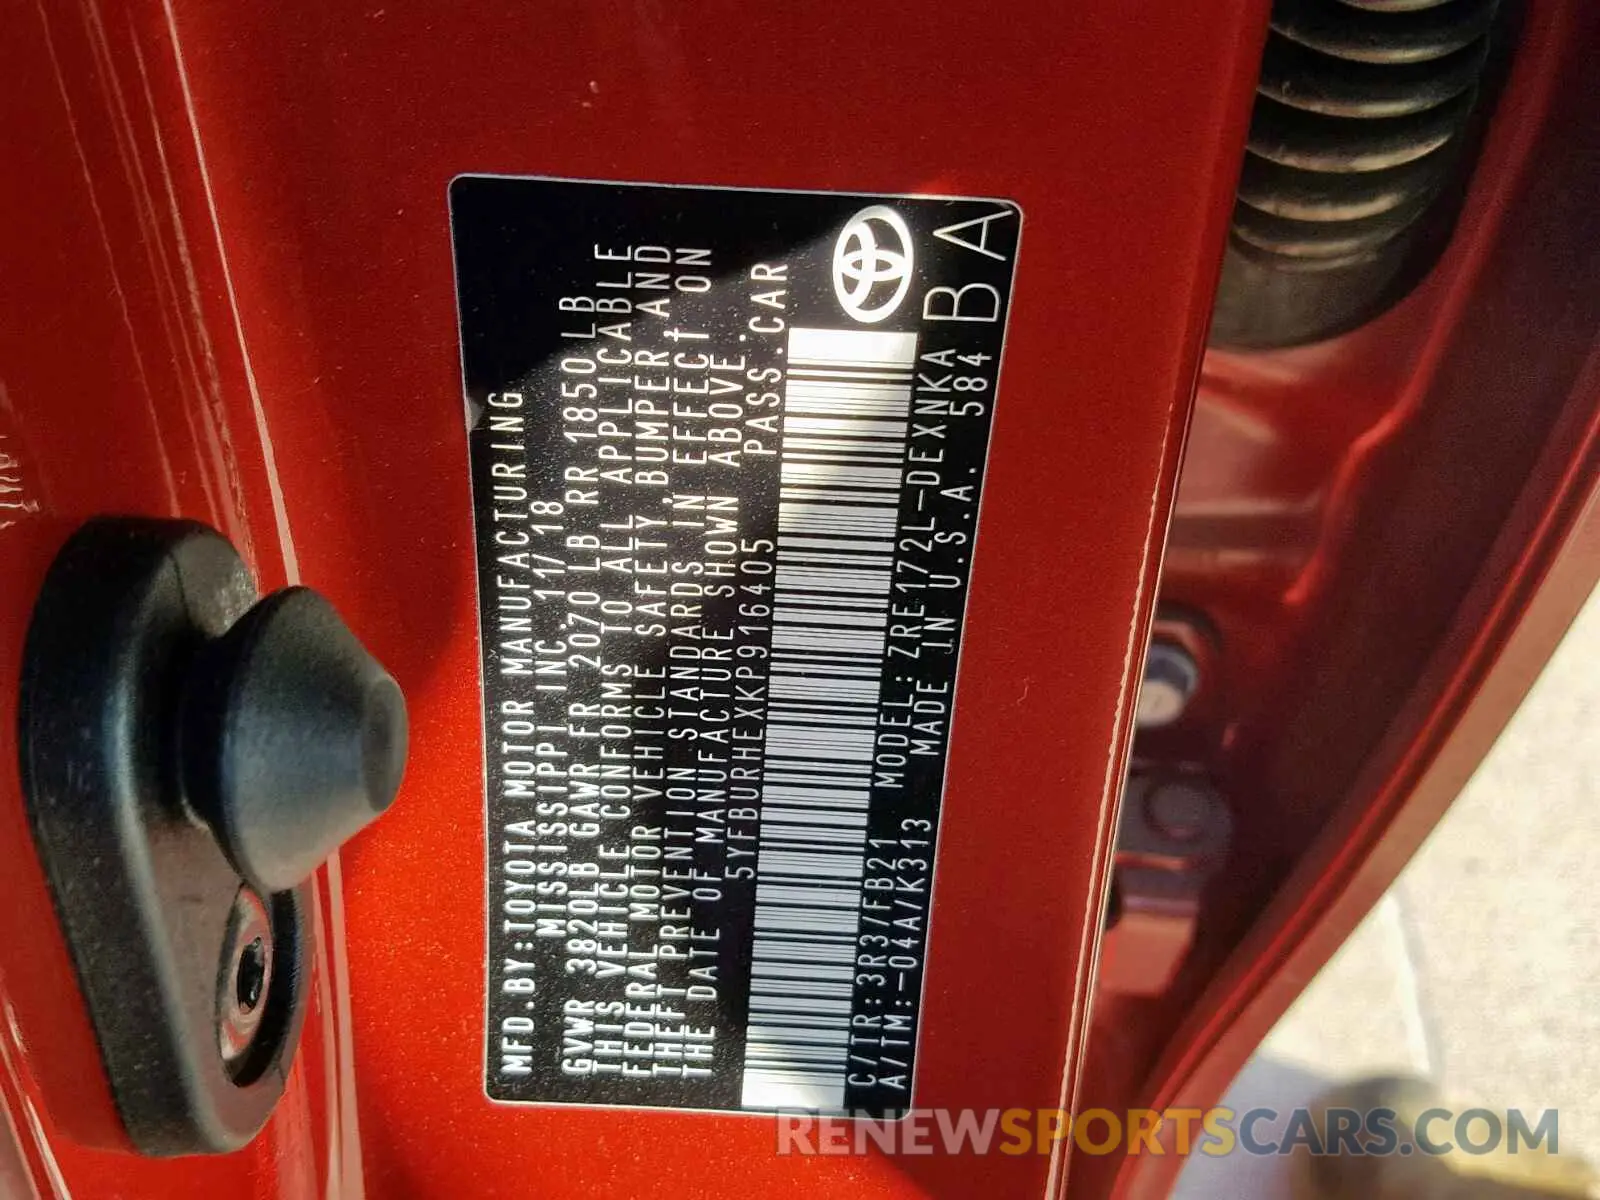 MFD.BY:TOYOTA MOTOR MANUFACTURING
MISSISSIPPI INC. 11/18
GVWR 3820LB GAWR FR 2070 LB RR 1850 LB
THIS VEHICLE CONFORMS TO ALL APPLICABLE
FEDERAL MOTOR VEHICLE SAFETY,BUMPER,AND
THEFT PREVENTION STANDARDS IN EFFECT ON
THE DATE OF MANUFACTURE SHOWN ABOVE.
5YFBURHEXKP916405 PASS.CAR
C/TR:3R3/FB21 MODEL:ZRE172L-DEXNKA
A/TM:-04A/K313 MADE IN U.S.A. 584
BA
RENEWSPORTSCARS.COM